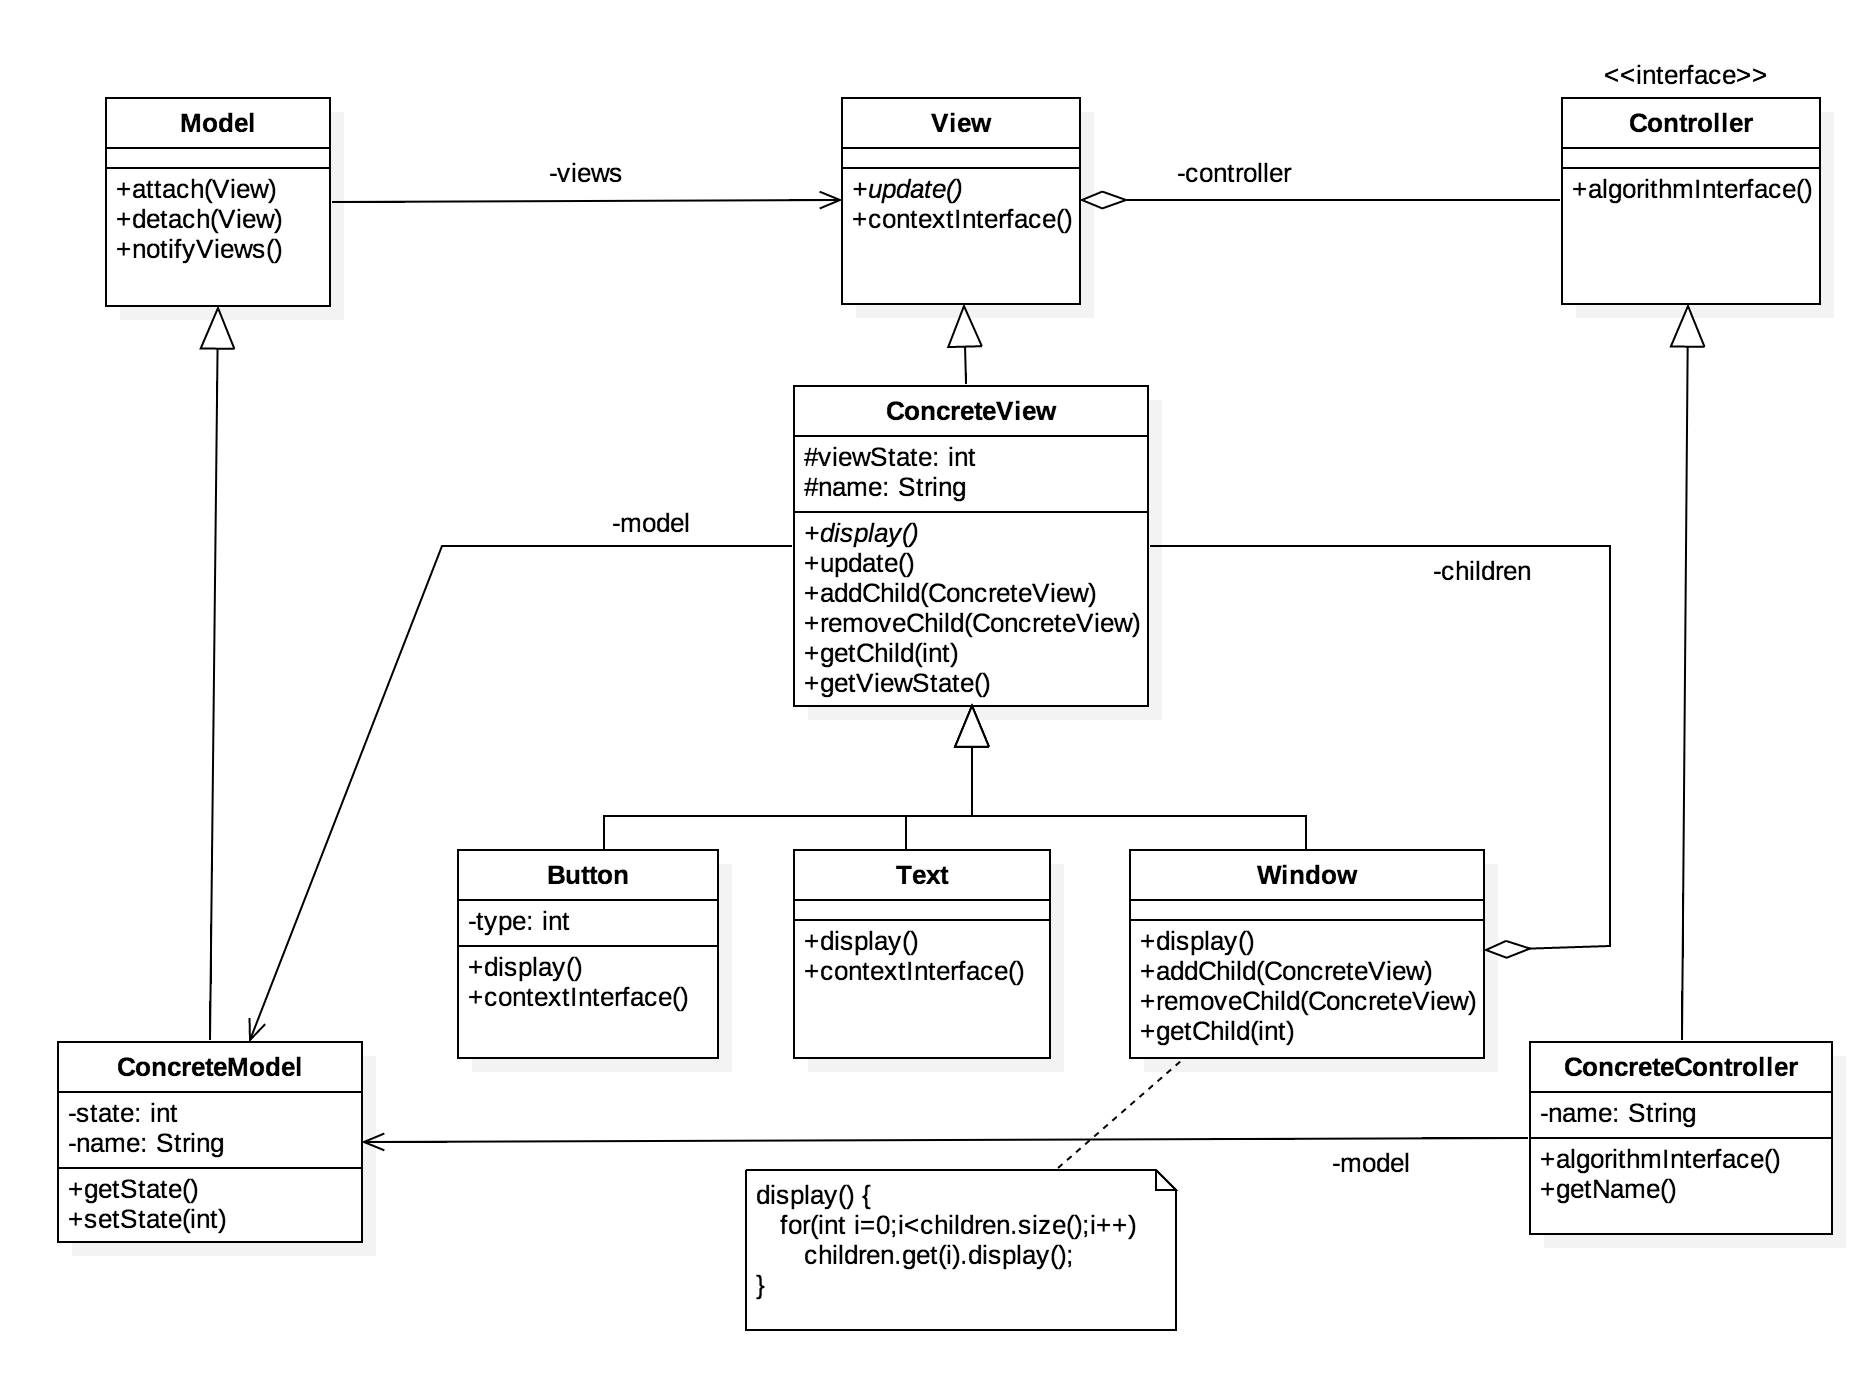 <<interface>>
Model
+attach(View)
+detach(View)
+notifyViews()
-views
View
+update()
+contextInterface()
-controller
Controller
+algorithmInterface()
ConcreteView
#viewState: int
#name: String
+display()
+update()
+addChild(ConcreteView)
+removeChild(ConcreteView)
+getChild(int)
+getViewState()
-model
-children
Button
-type: int
+display()
+contextInterface()
Text
+display()
+contextInterface()
Window
+display()
+addChild(ConcreteView)
+removeChild(ConcreteView)
+getChild(int)
ConcreteModel
-state: int
-name: String
+getState()
+setState(int)
-model
ConcreteController
-name: String
+algorithmInterface()
+getName()
display() {
for(int i=0;i<children.size();i++)
children.get(i).display();
}